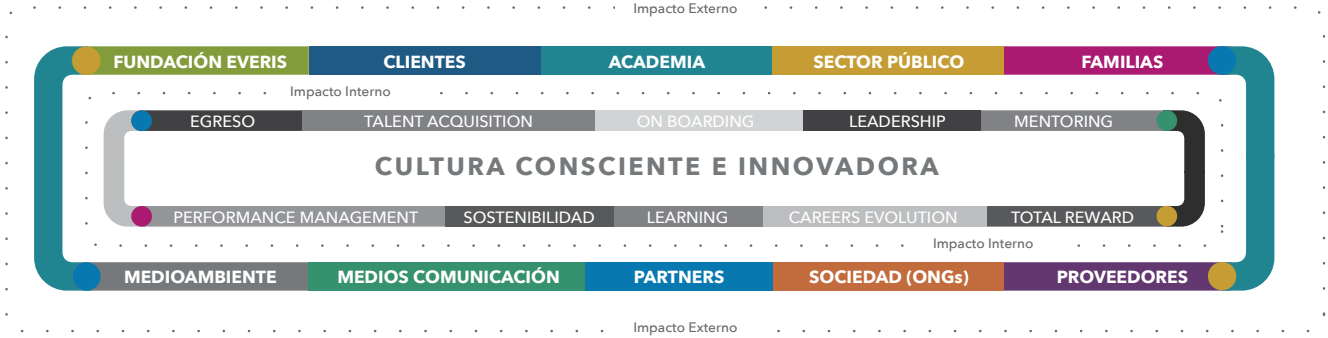 Impacto Externo
FUNDACIÓN EVERIS CLIENTES ACADEMIA SECTOR PÚBLICO FAMILIAS
Impacto Interno
EGRESO TALENT ACQUISITION ON BOARDING LEADERSHIP MENTORING
CULTURA CONSCIENTE E INNOVADORA
PERFORMANCE MANAGEMENT SOSTENIBILIDAD LEARNING CAREERS EVOLUTION TOTAL REWARD
Impacto Interno
MEDIOAMBIENTE MEDIOS COMUNICACIÓN PARTNERS SOCIEDAD (ONGs) PROVEEDORES
Impacto Externo